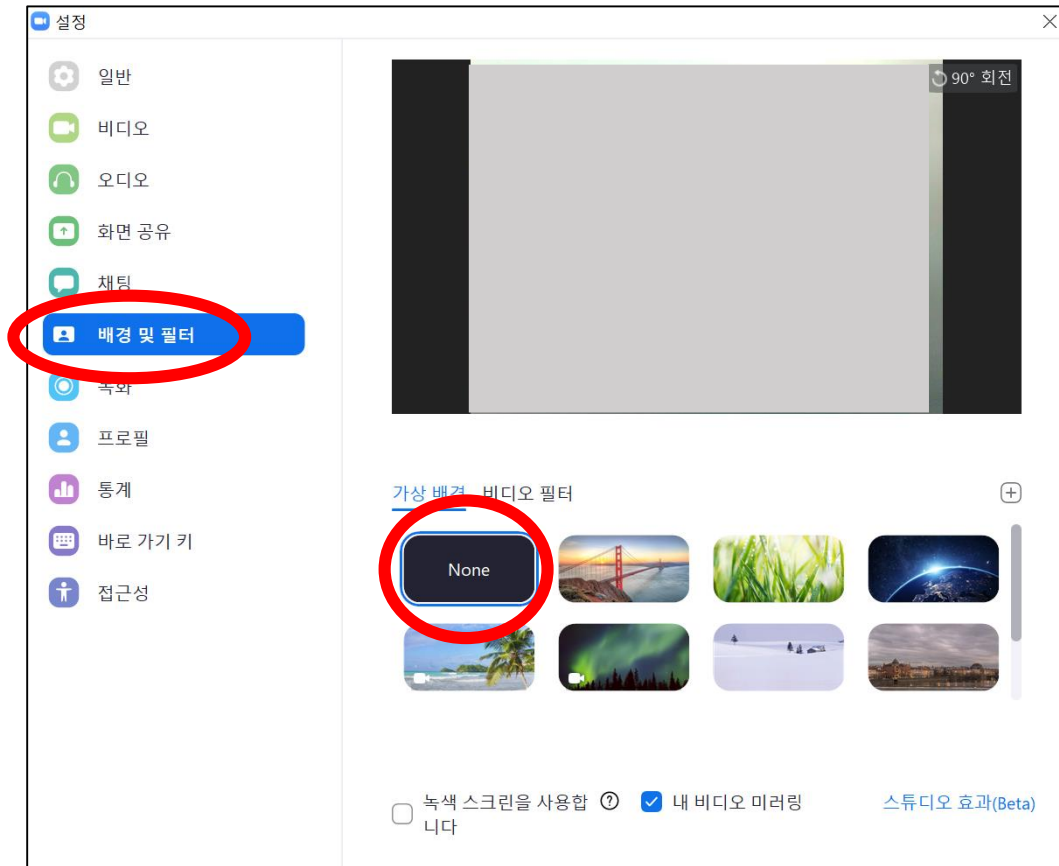 설정
일반
비디오
오디오
화면 공유
채팅
배경 및 필터
녹화
프로필
통계
바로 가기 키
접근성
90° 회전
가상 배경 비디오 필터
None
녹색 스크린을 사용합
니다
내 비디오 미러링
스튜디오 효과(Beta)